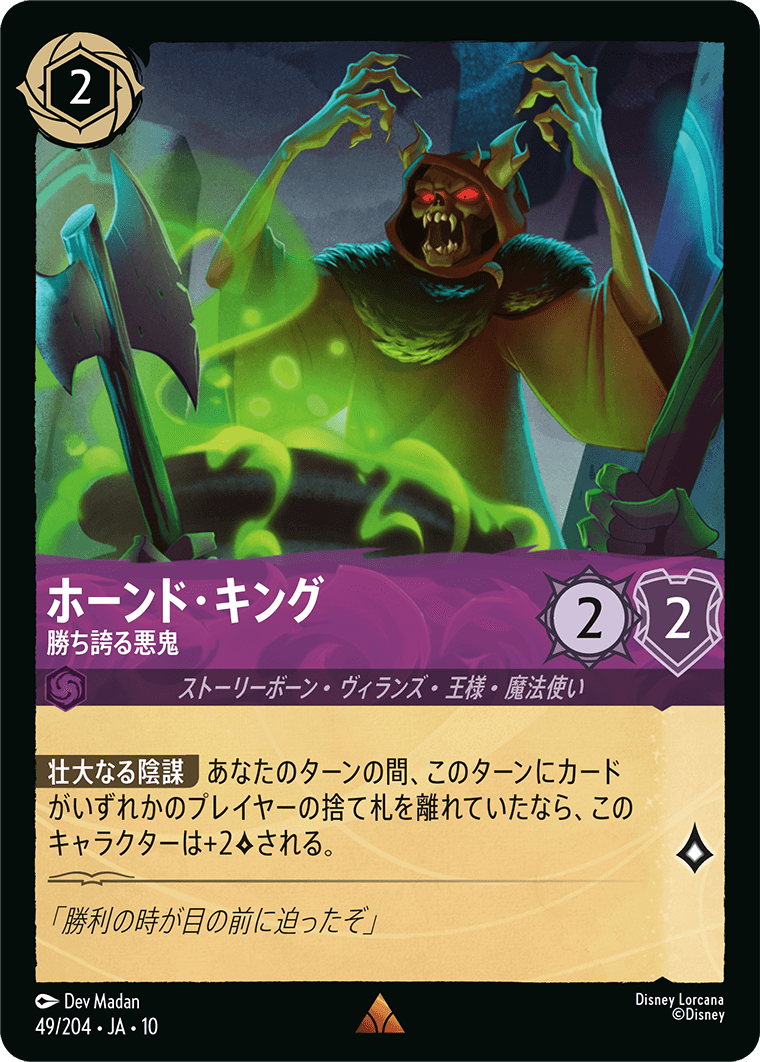 2
ホーンド・キング
勝ち誇る悪鬼
2
2
ストーリーボーン・ヴィランズ・王様・魔法使い
壮大なる陰謀 あなたのターンの間、このターンにカード
がいずれかのプレイヤーの捨て札を離れていたなら、この
キャラクターは+2される。
「勝利の時が目の前に迫ったぞ」
Dev Madan
49/204・JA・10
Disney Lorcana
©Disney